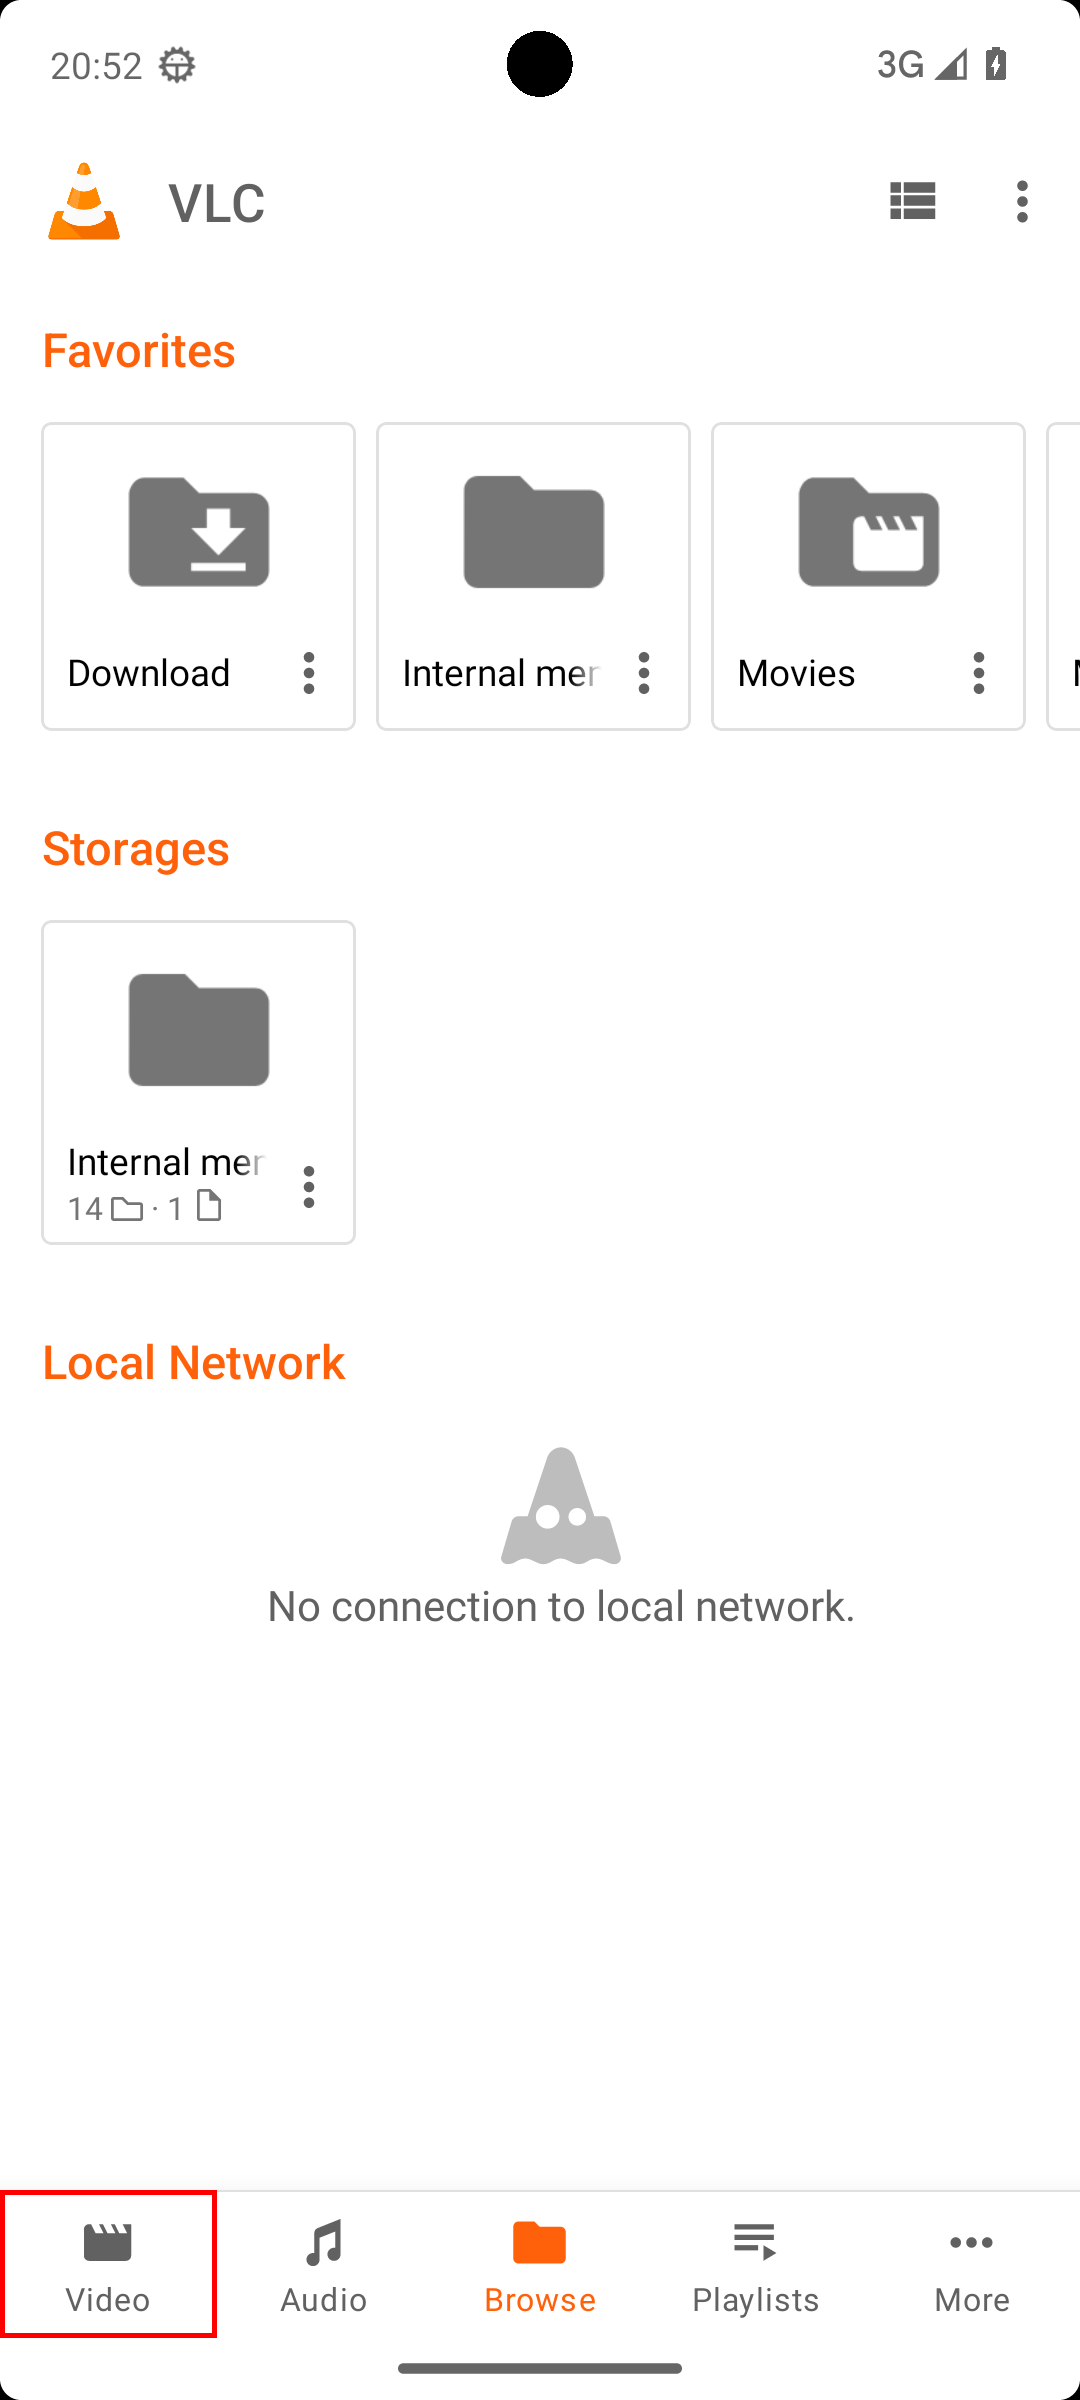 20:52
3G
VLC
Favorites
Download
Internal mer
Movies
Storages
Internal mer
14 · 1
Local Network
No connection to local network.
Video
Audio
Browse
Playlists
More